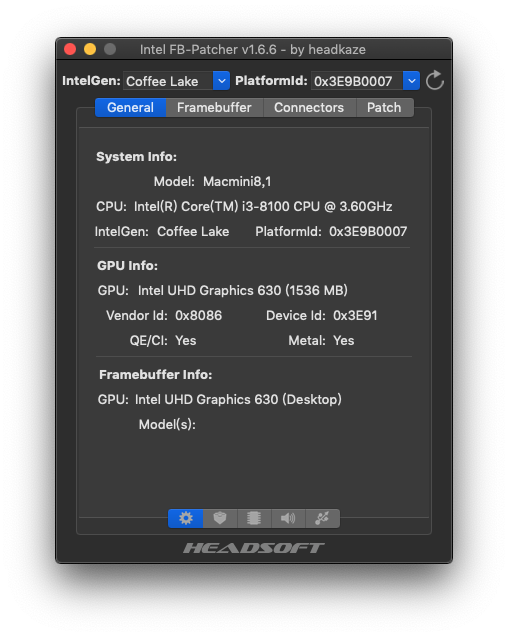 Intel FB-Patcher v1.6.6 - by headkaze
IntelGen: Coffee Lake PlatformId: 0x3E9B0007
General Framebuffer Connectors Patch
System Info:
Model: Macmini8,1
CPU: Intel(R) Core(TM) i3-8100 CPU @ 3.60GHz
IntelGen: Coffee Lake PlatformId: 0x3E9B0007
GPU Info:
GPU: Intel UHD Graphics 630 (1536 MB)
Vendor Id: 0x8086 Device Id: 0x3E91
QE/CI: Yes Metal: Yes
Framebuffer Info:
GPU: Intel UHD Graphics 630 (Desktop)
Model(s):
HEADSOFT